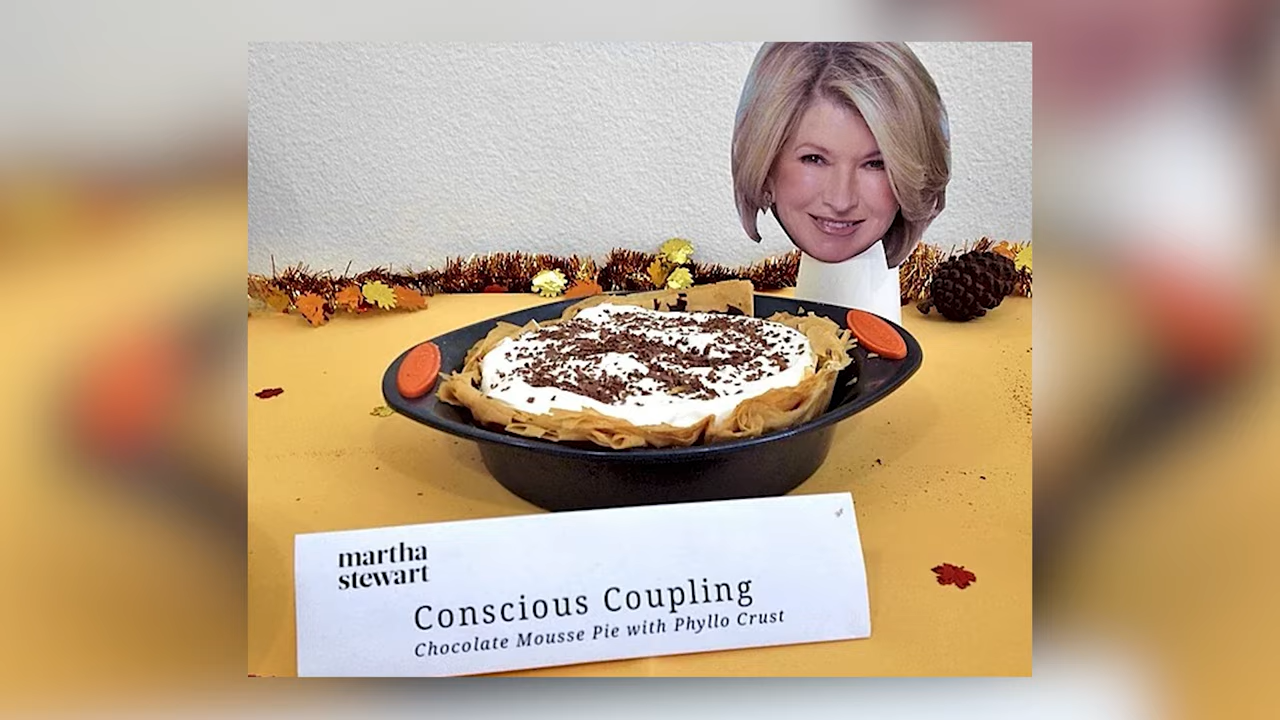 martha
stewart
Conscious Coupling
Chocolate Mousse Pie with Phyllo Crust